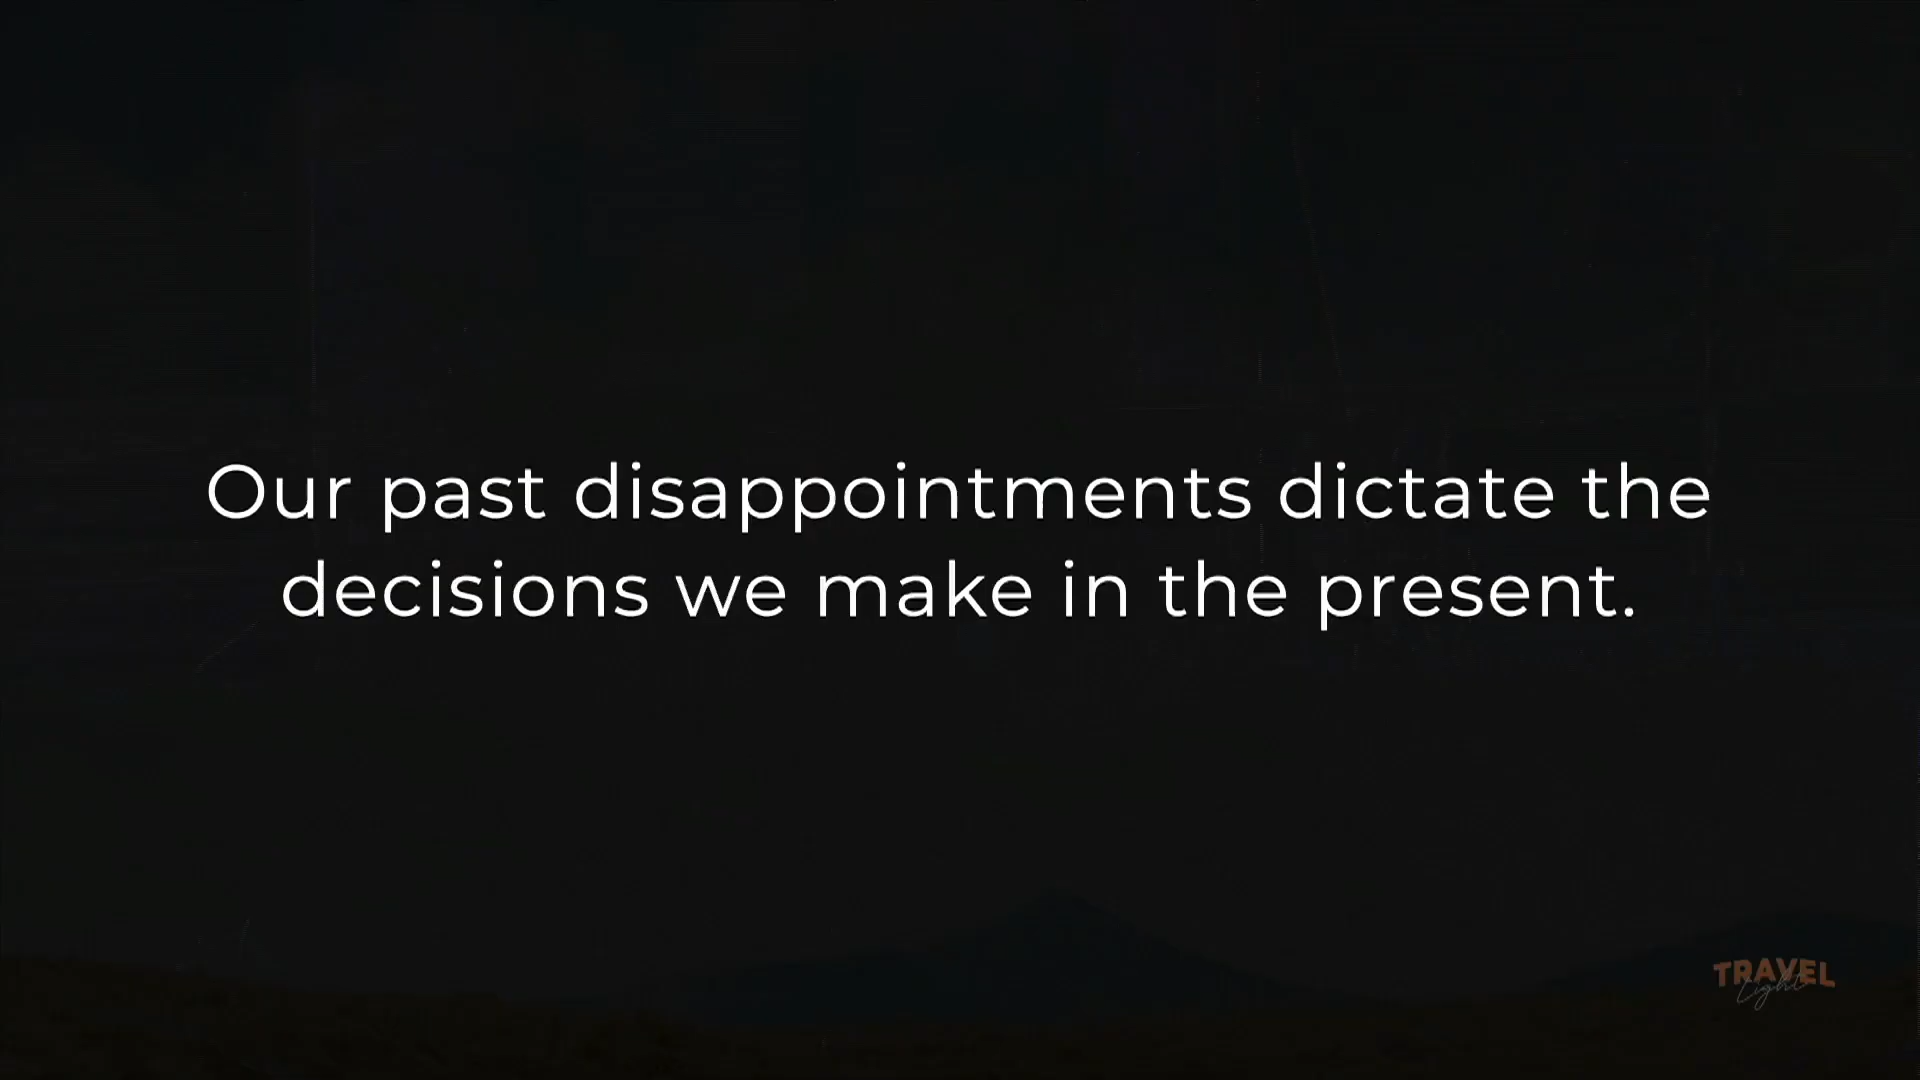 Our past disappointments dictate the
decisions we make in the present.
TRAVEL
Light